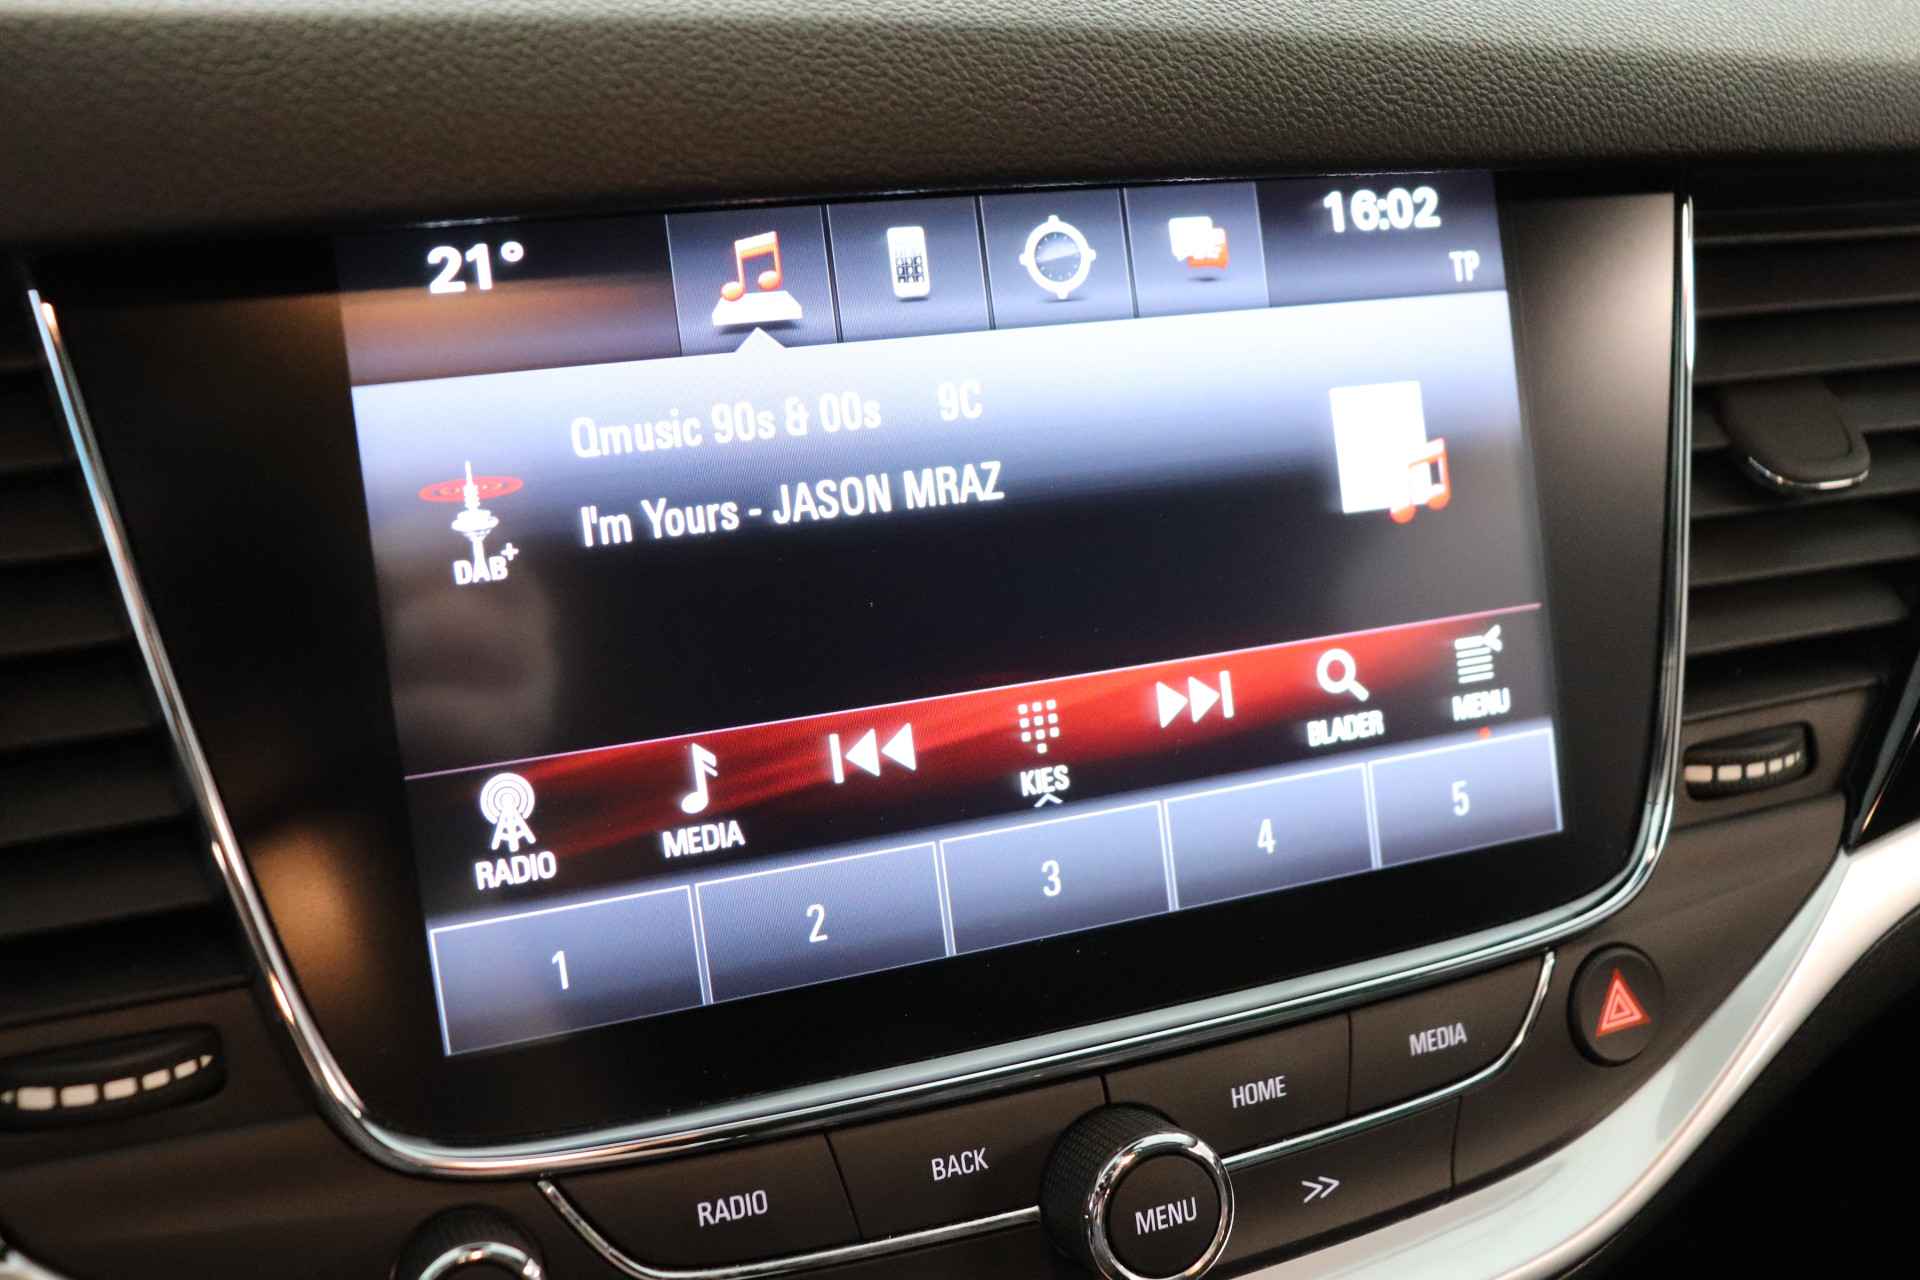 21°
16:02
TP
Qmusic 90s & 00s 9C
I'm Yours - JASON MRAZ
DAB+
RADIO
MEDIA
KIES
BLADER
MENU
1 2 3 4 5
RADIO
BACK
MENU
HOME
MEDIA